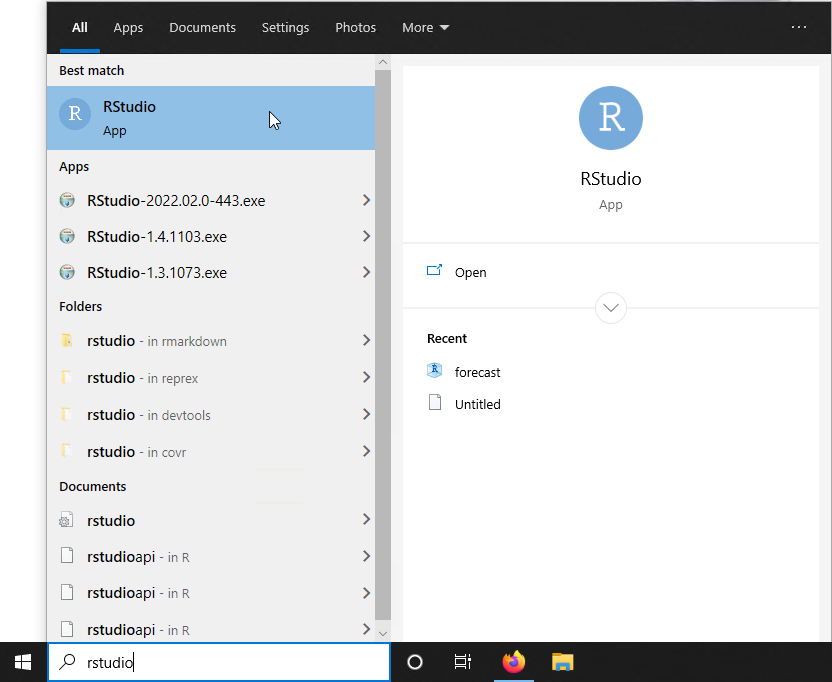 All Apps Documents Settings Photos More ...
Best match
R RStudio
App
Apps
RStudio-2022.02.0-443.exe
RStudio-1.4.1103.exe
RStudio-1.3.1073.exe
Folders
rstudio - in rmarkdown
rstudio - in reprex
rstudio - in devtools
rstudio - in covr
Documents
rstudio
rstudioapi - in R
rstudioapi - in R
rstudioapi - in R
R
RStudio
App
Open
Recent
R forecast
Untitled
rstudio